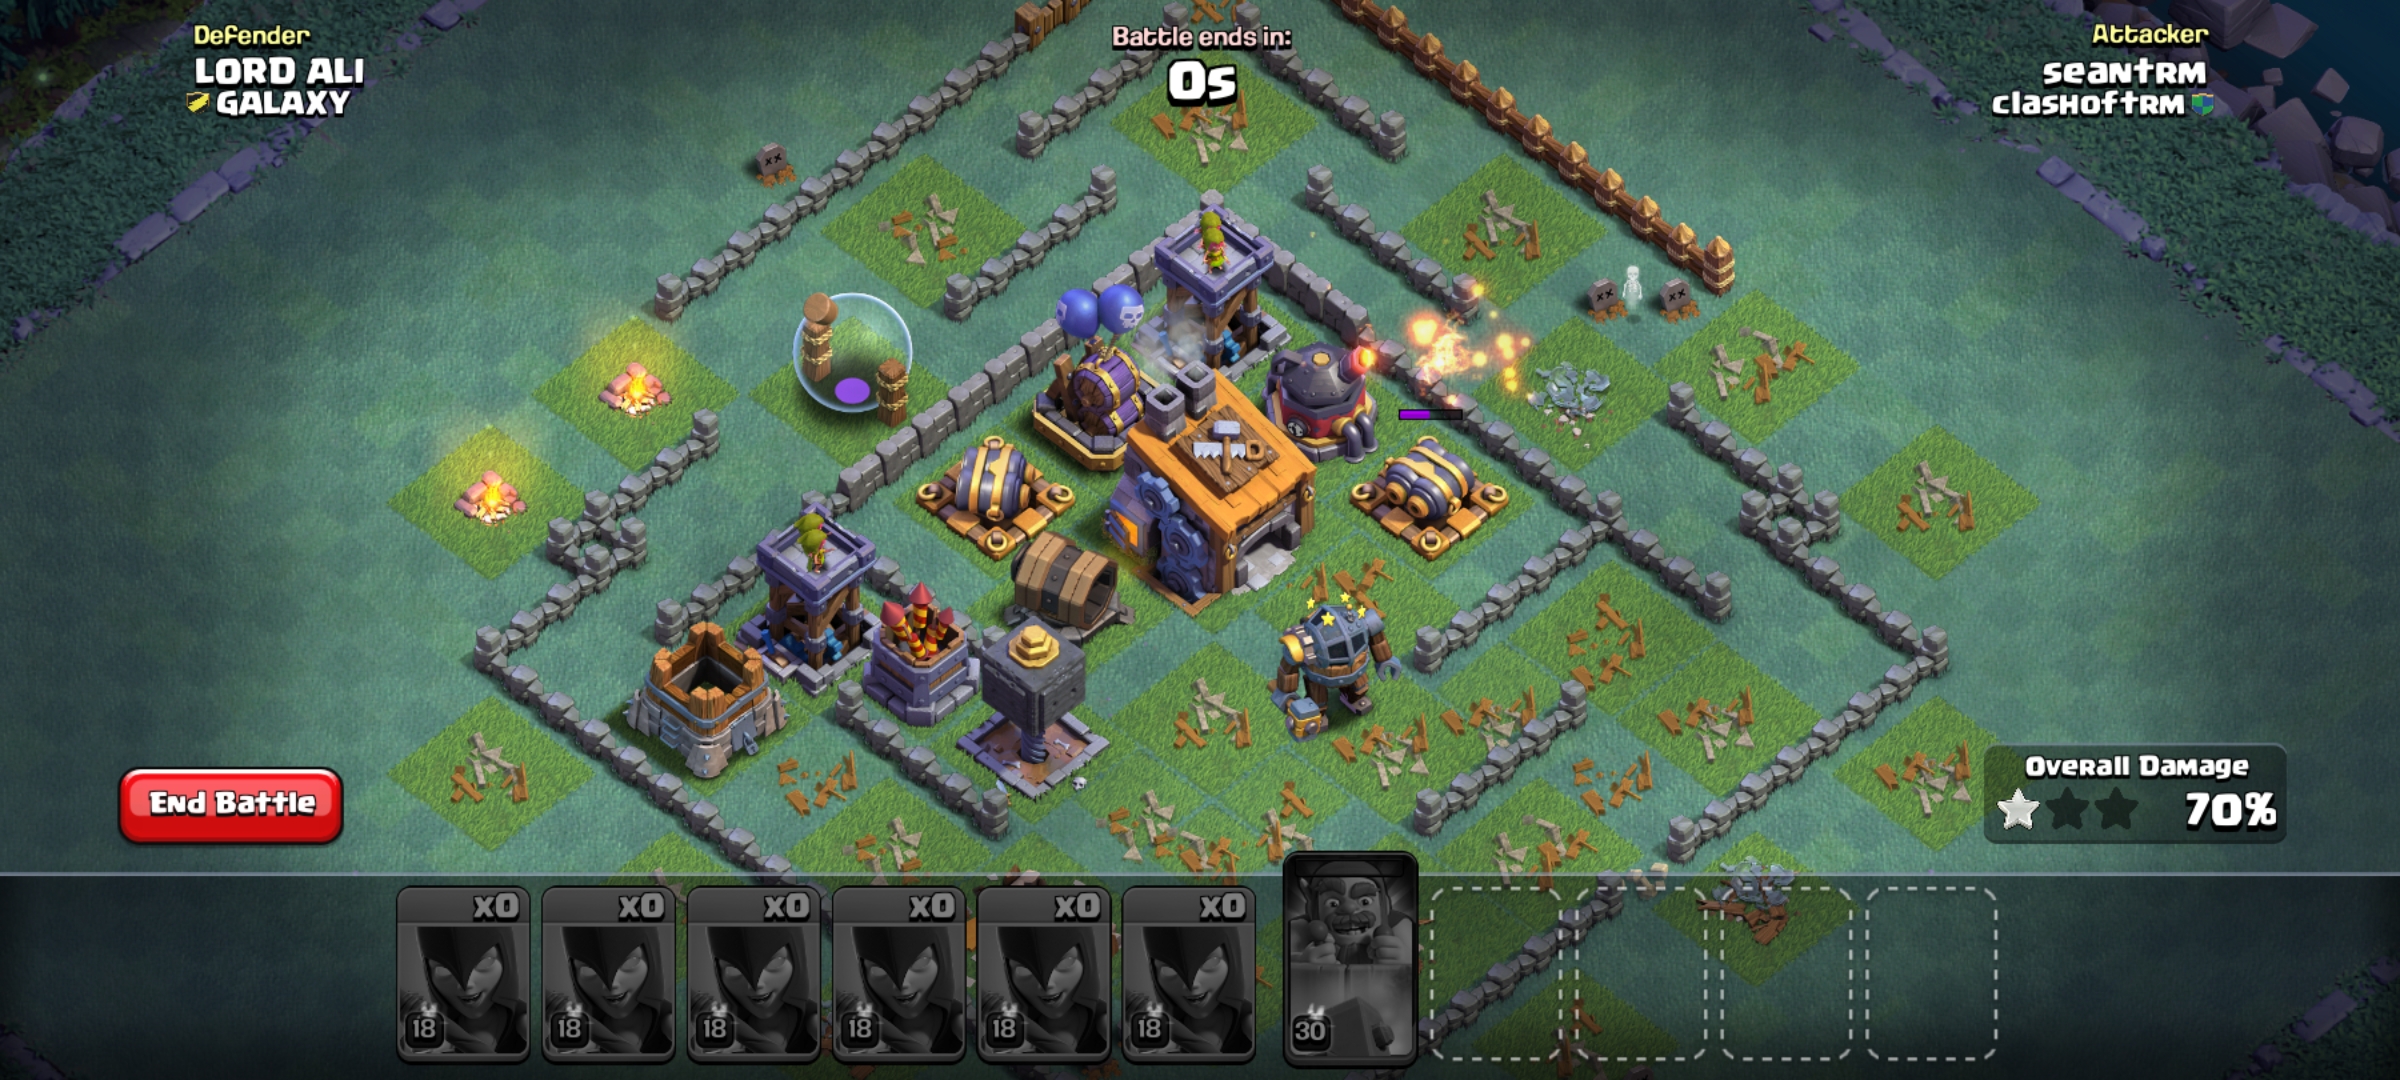 Defender
LORD ALI
GALAXY
Battle ends in:
0s
Attacker
seantRM
clashoftRM
End Battle
Overall Damage
70%
x0
x0
x0
x0
x0
x0
18
18
18
18
18
18
30